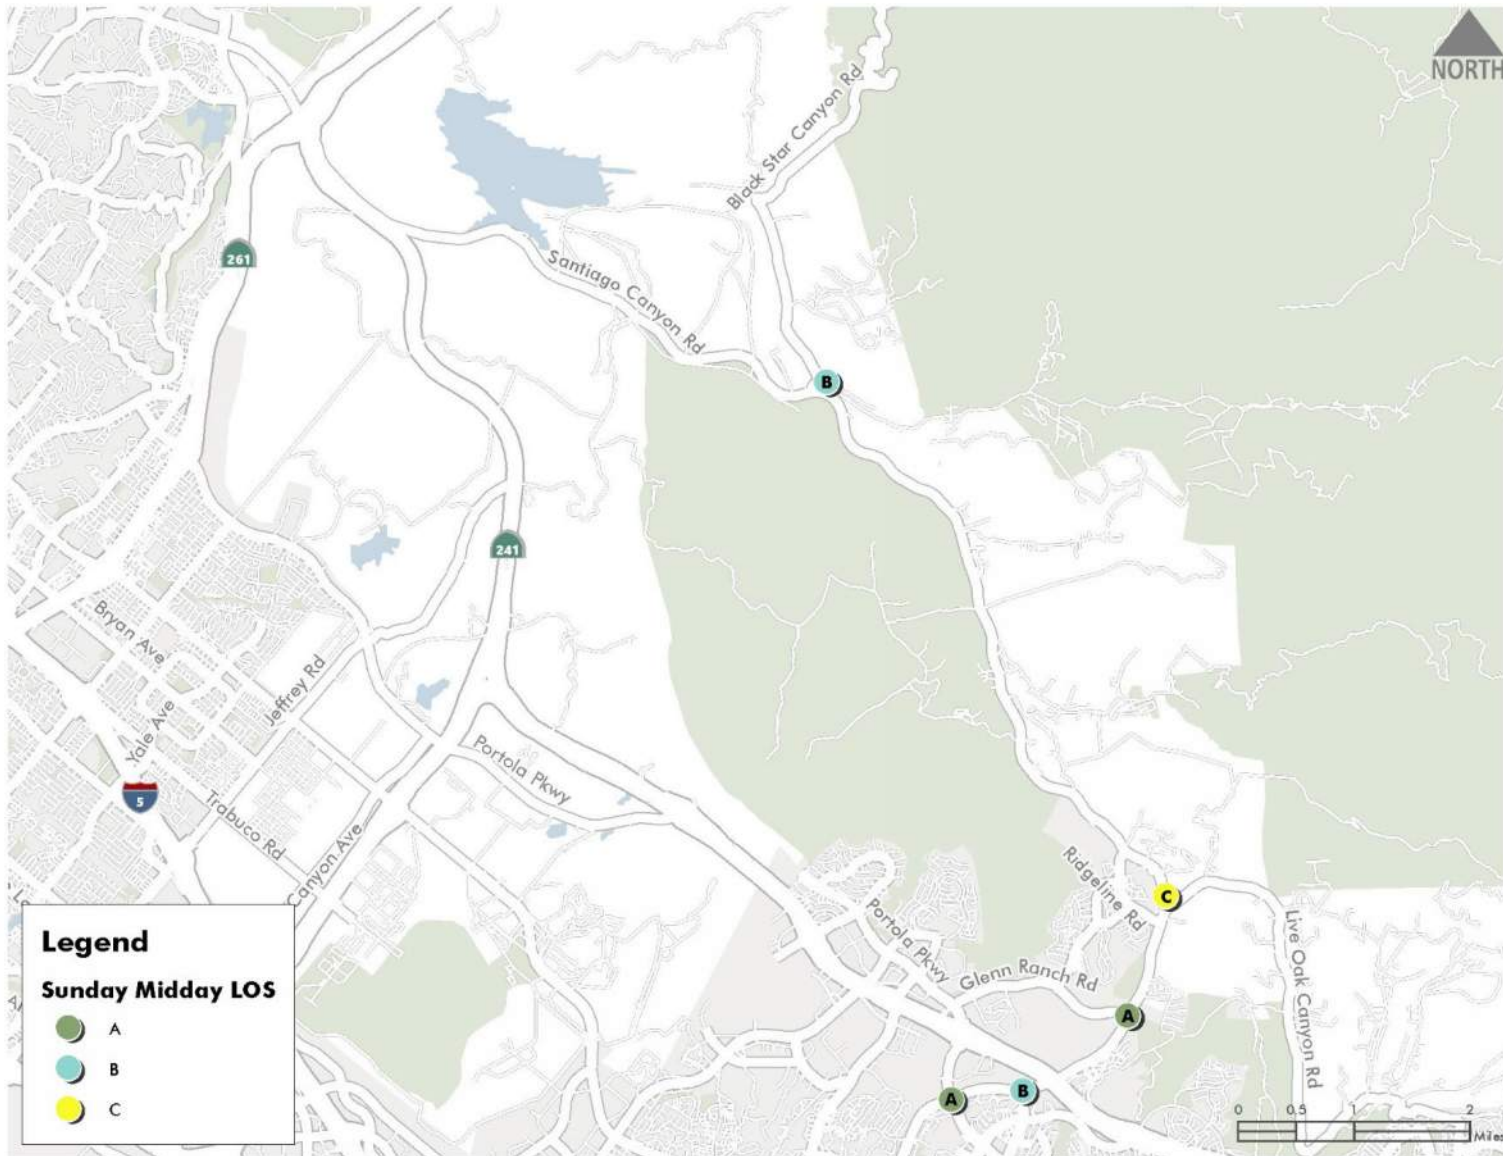 NORTH
Black Star Canyon Rd
261
Santiago Canyon Rd
B
241
Bryan Ave
Jeffrey Rd
Yale Ave
5
Trabuco Rd
Portola Pkwy
Canyon Ave
Ridgeline Rd
C
Portola Pkwy
Glenn Ranch Rd
Live Oak Canyon Rd
A
B
A
Legend
Sunday Midday LOS
A
B
C
0 0.5 1 2
Miles